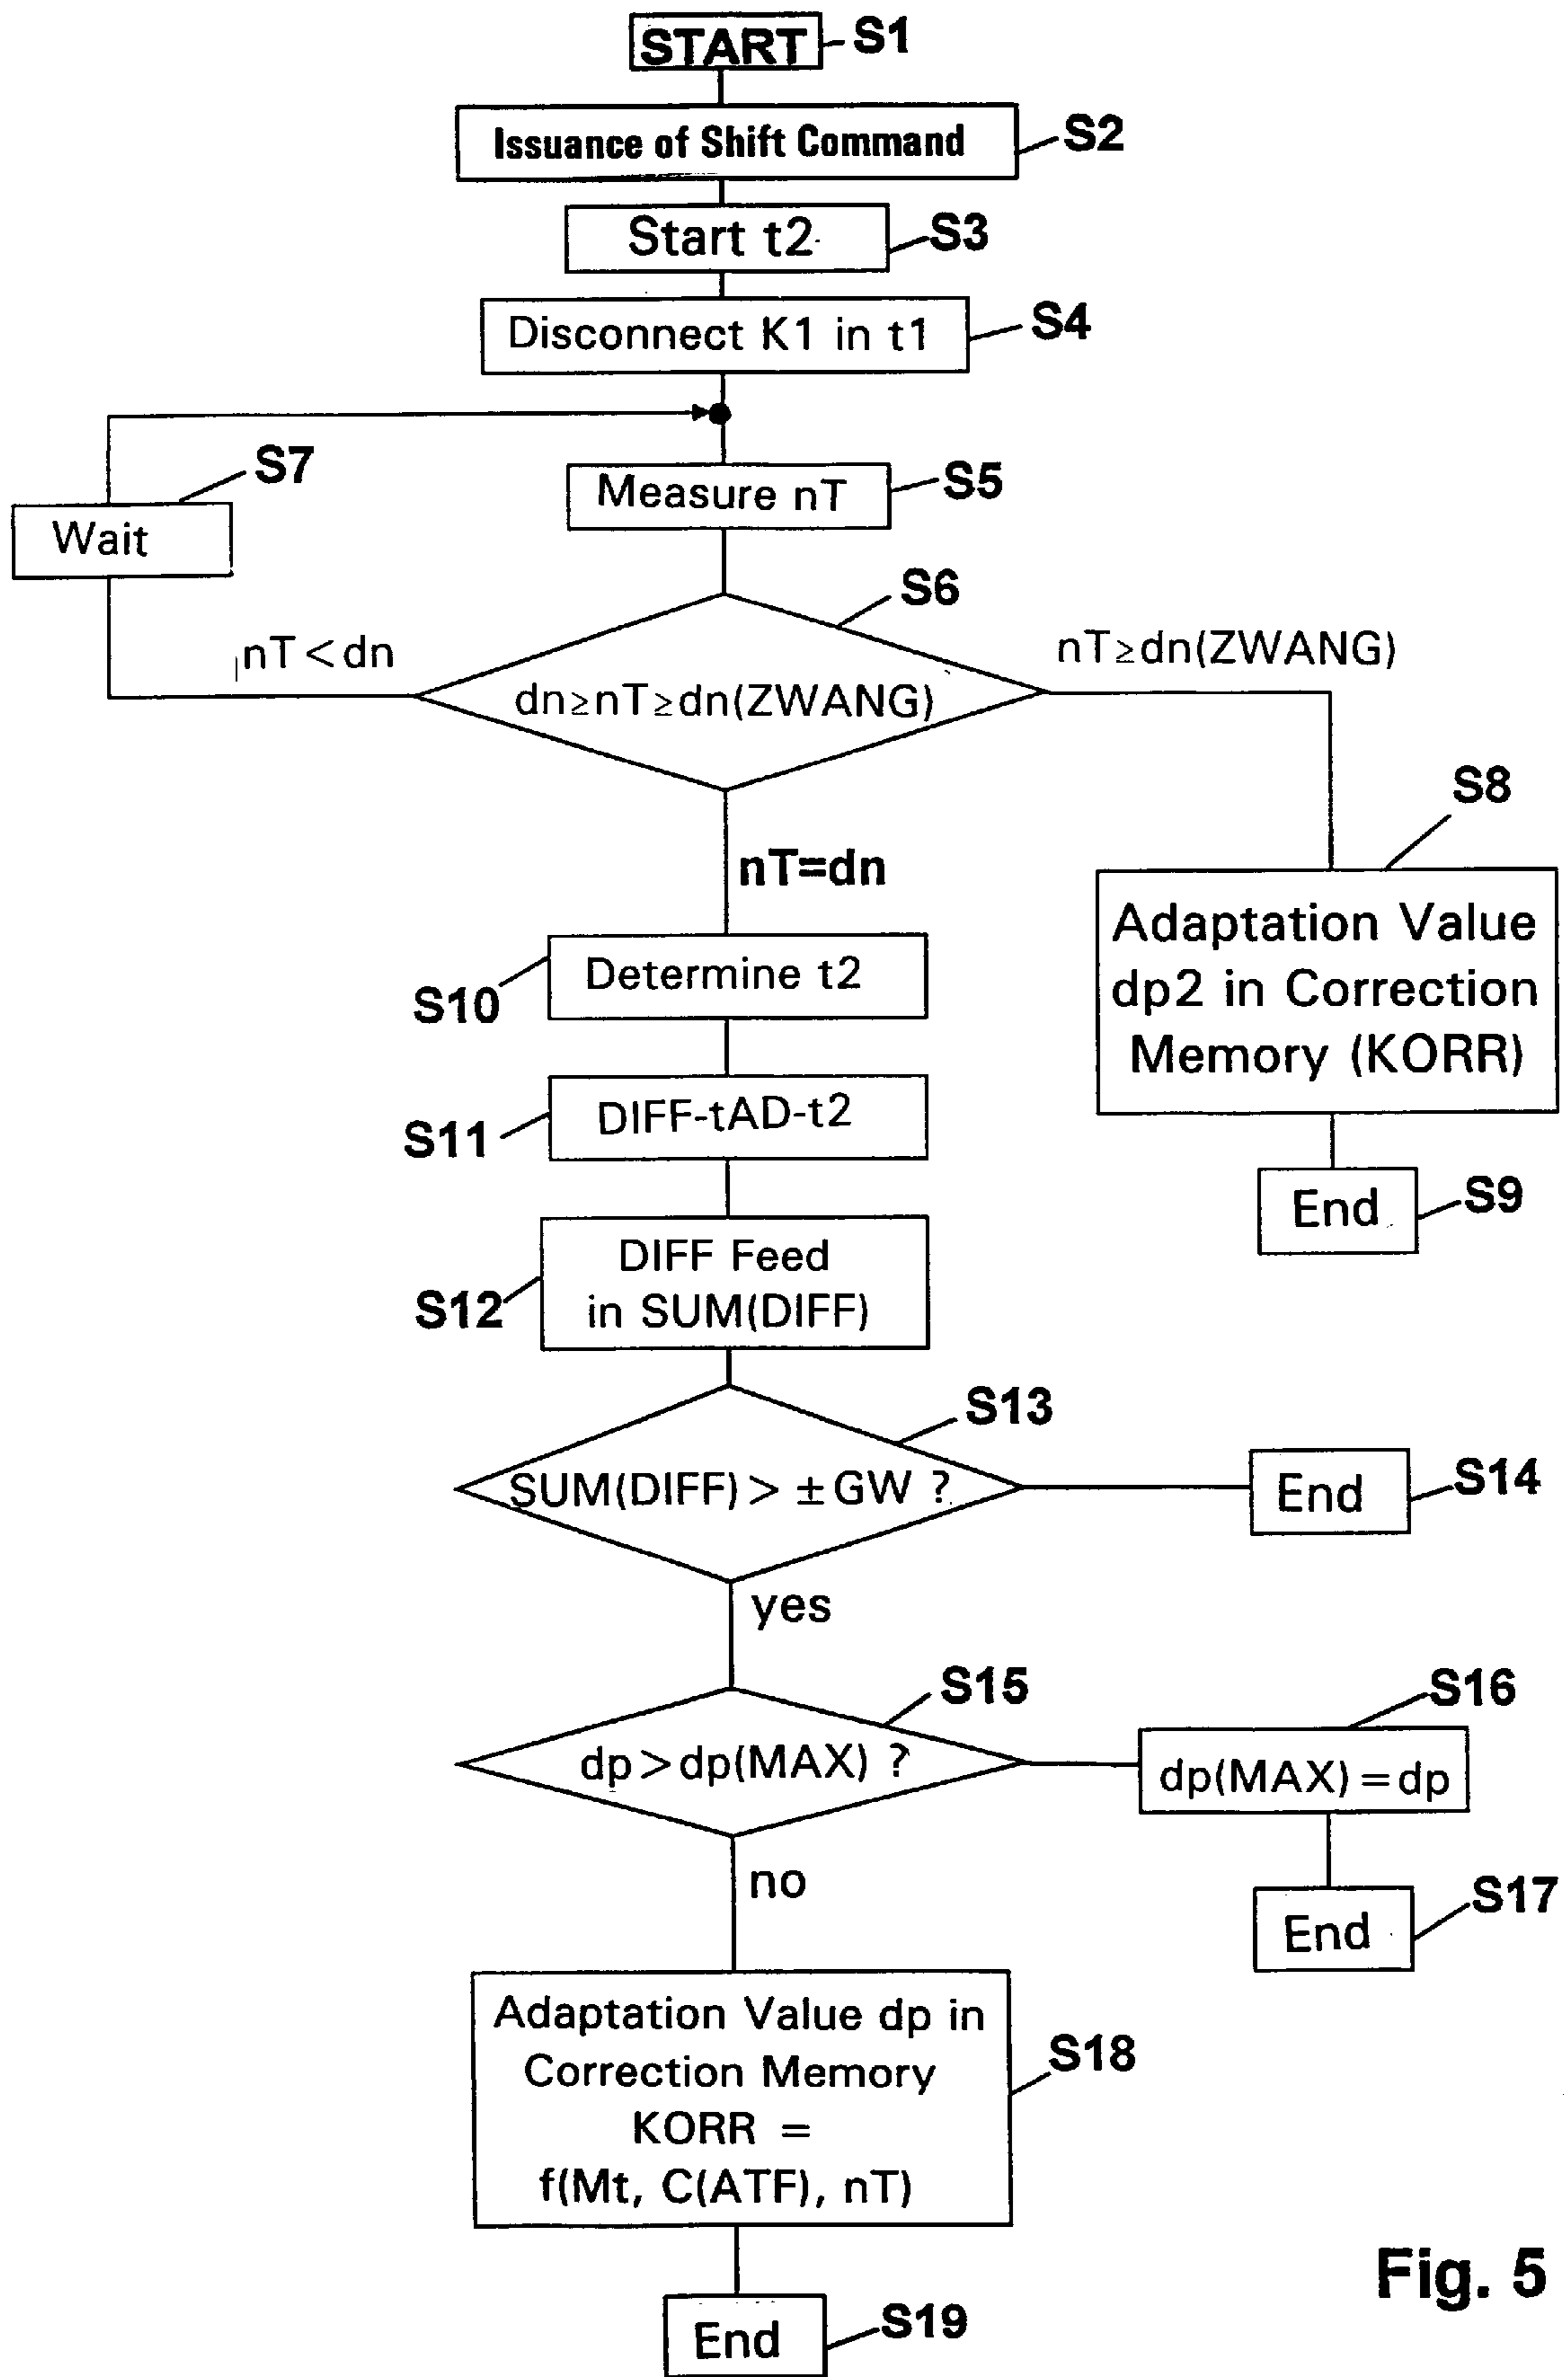 START
S1
Issuance of Shift Command
S2
Start t2
S3
Disconnect K1 in t1
S4
S7
Wait
Measure nT
S5
S6
nT<dn
dn≥nT≥dn(ZWANG)
nT≥dn(ZWANG)
S8
nT=dn
Adaptation Value
dp2 in Correction
Memory (KORR)
Determine t2
S10
DIFF-tAD-t2
S11
End
S9
DIFF Feed
in SUM(DIFF)
S12
S13
SUM(DIFF)> ±GW ?
End
S14
yes
S15
dp>dp(MAX) ?
S16
dp(MAX)=dp
no
End
S17
Adaptation Value dp in
Correction Memory
KORR =
f(Mt, C(ATF), nT)
S18
End
S19
Fig. 5